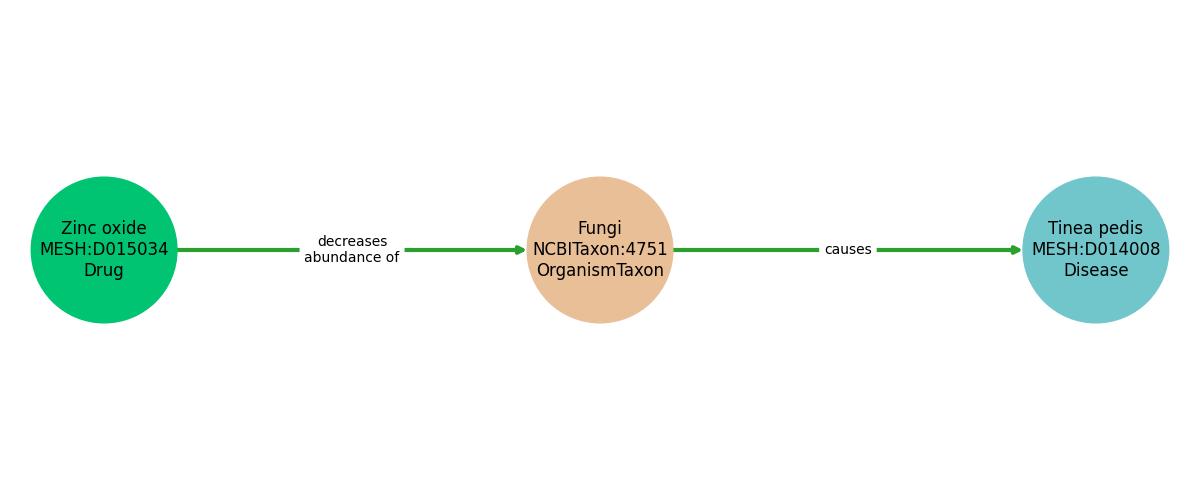 Zinc oxide
MESH:D015034
Drug
decreases
abundance of
Fungi
NCBITaxon:4751
OrganismTaxon
causes
Tinea pedis
MESH:D014008
Disease